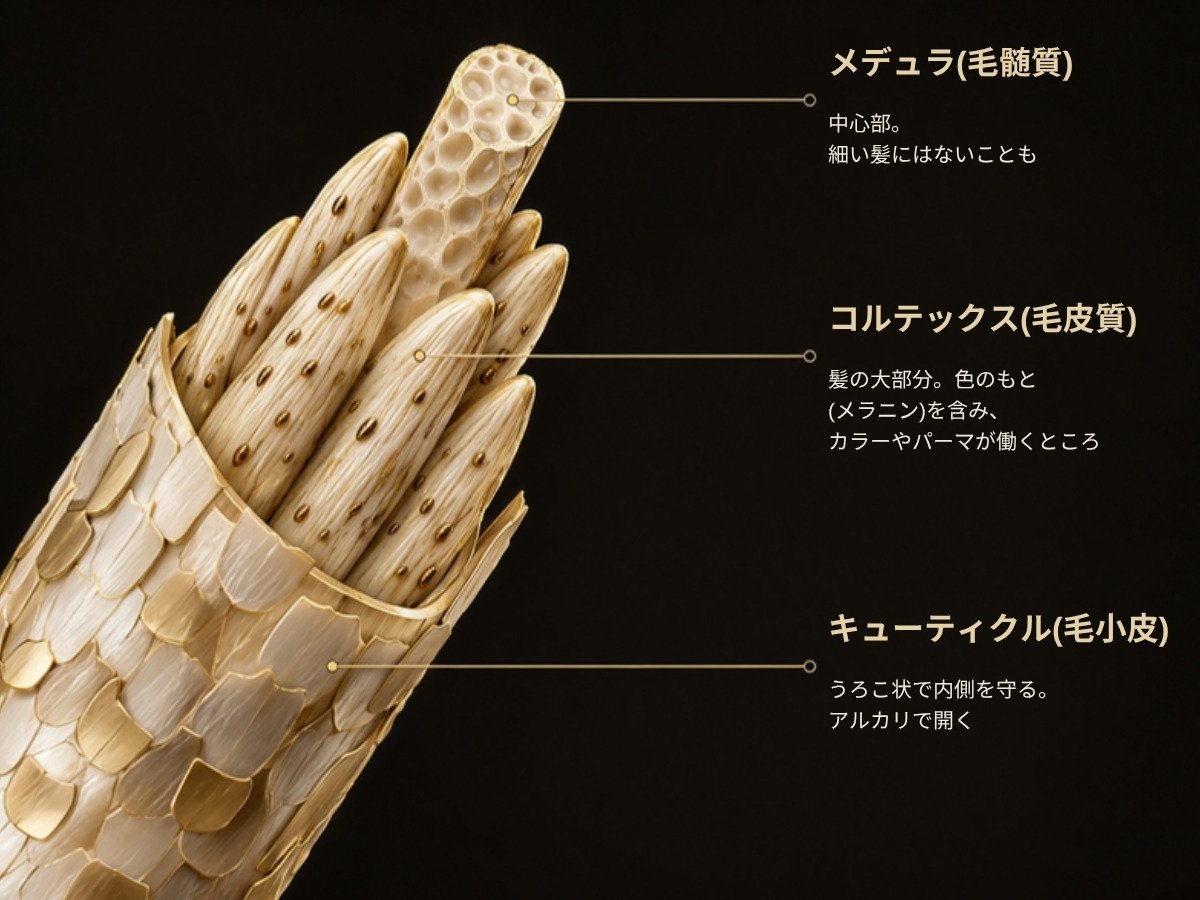 メデュラ(毛髄質)
中心部。
細い髪にはないことも
コルテックス(毛皮質)
髪の大部分。色のもと
(メラニン)を含み、
カラーやパーマが働くところ
キューティクル(毛小皮)
うろこ状で内側を守る。
アルカリで開く